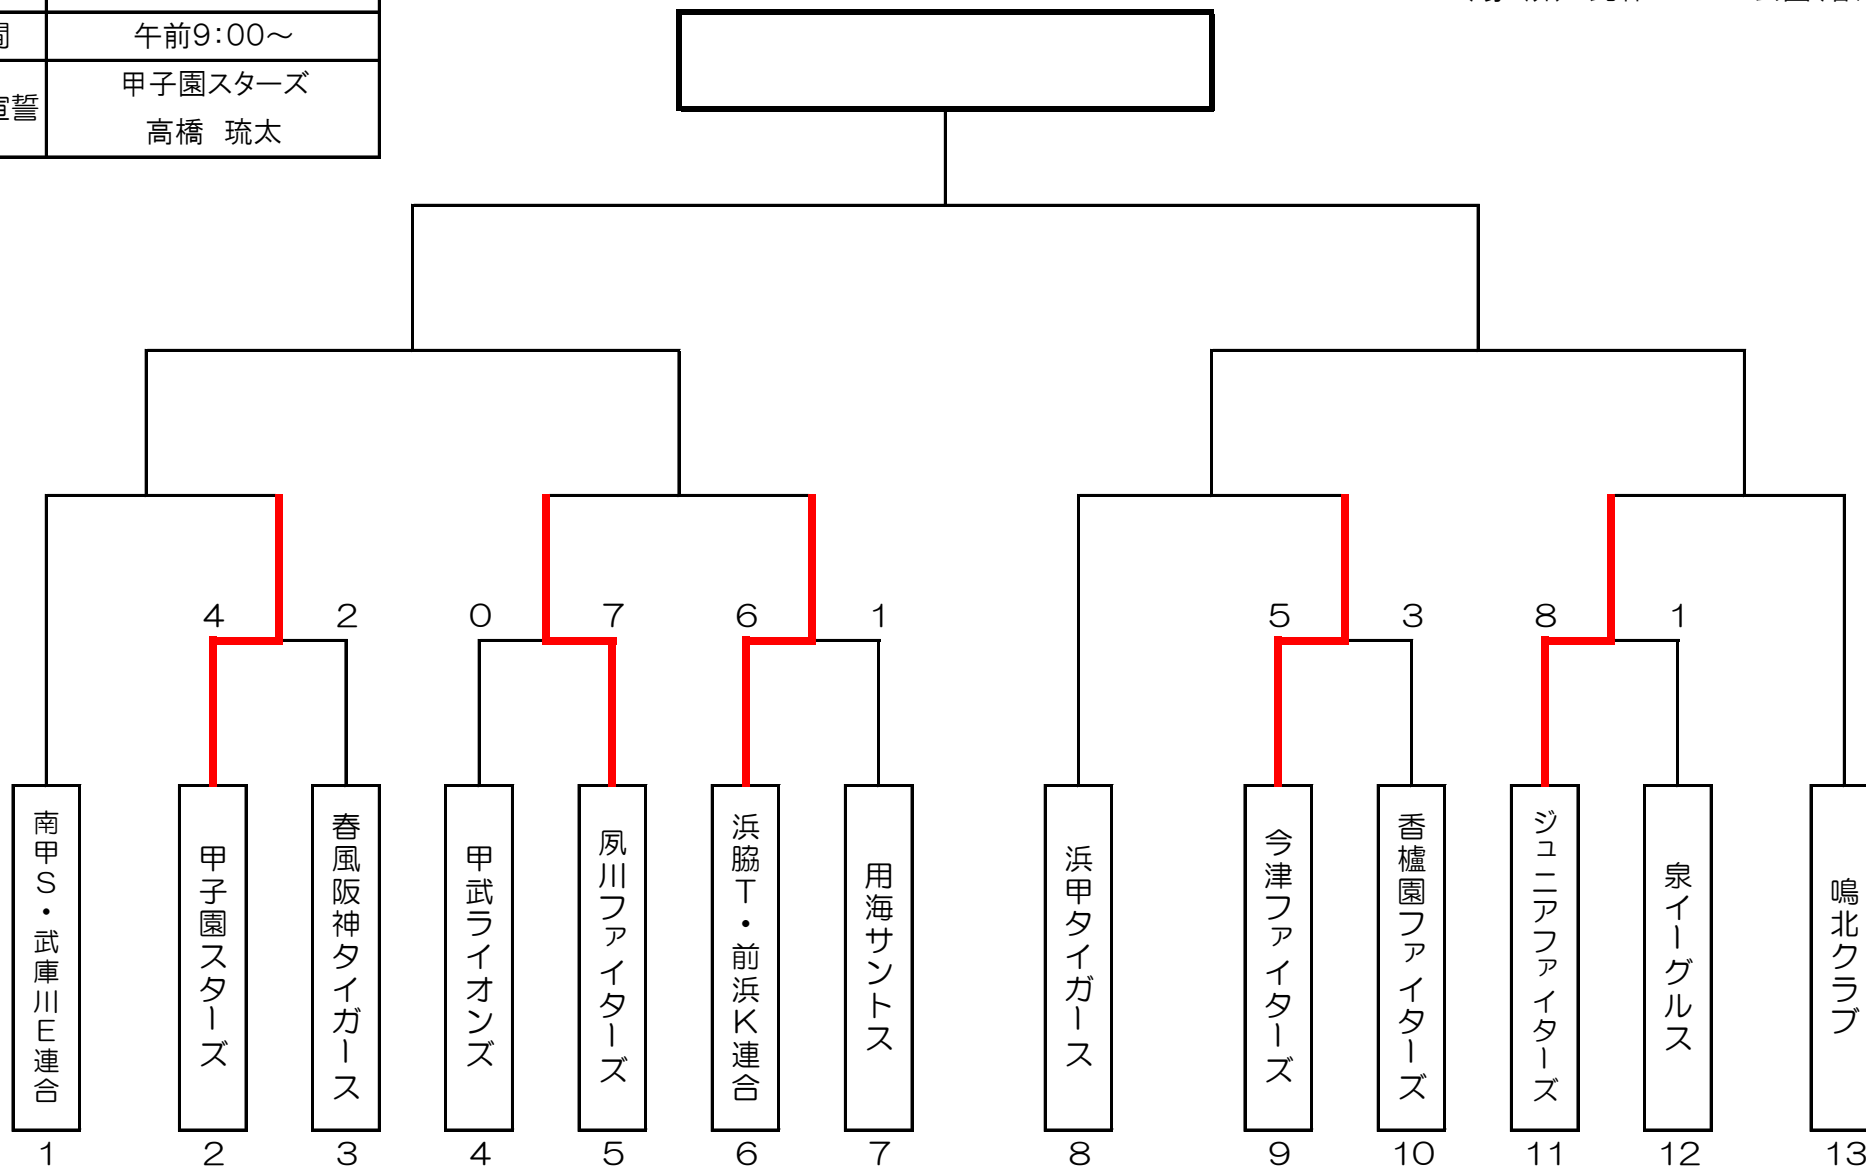 間
午前9:00～
宣誓
甲子園スターズ
高橋 琉太
4
2
0
7
6
1
5
3
8
1
南甲S・武庫川E連合
甲子園スターズ
春風阪神タイガース
甲武ライオンズ
夙川ファイターズ
浜脇T・前浜K連合
用海サントス
浜甲タイガース
今津ファイターズ
香櫨園ファイターズ
ジュニアファイターズ
泉イーグルス
鳴北クラブ
1
2
3
4
5
6
7
8
9
10
11
12
13